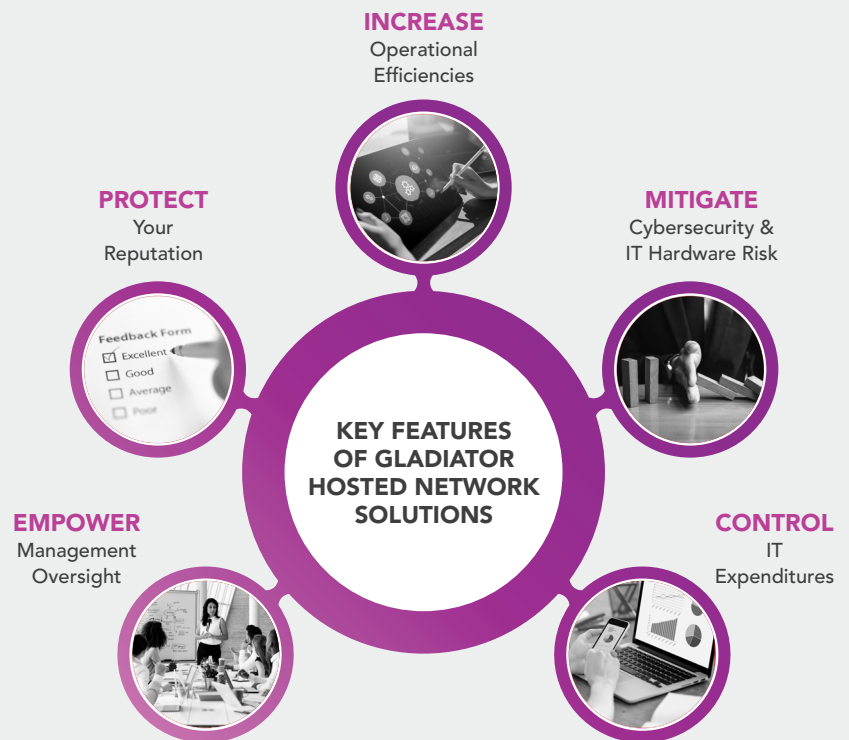 INCREASE
Operational
Efficiencies
PROTECT
Your
Reputation
MITIGATE
Cybersecurity &
IT Hardware Risk
Feedback Form
Excellent
Good
Average
Poor
KEY FEATURES
OF GLADIATOR
HOSTED NETWORK
SOLUTIONS
EMPOWER
Management
Oversight
CONTROL
IT
Expenditures